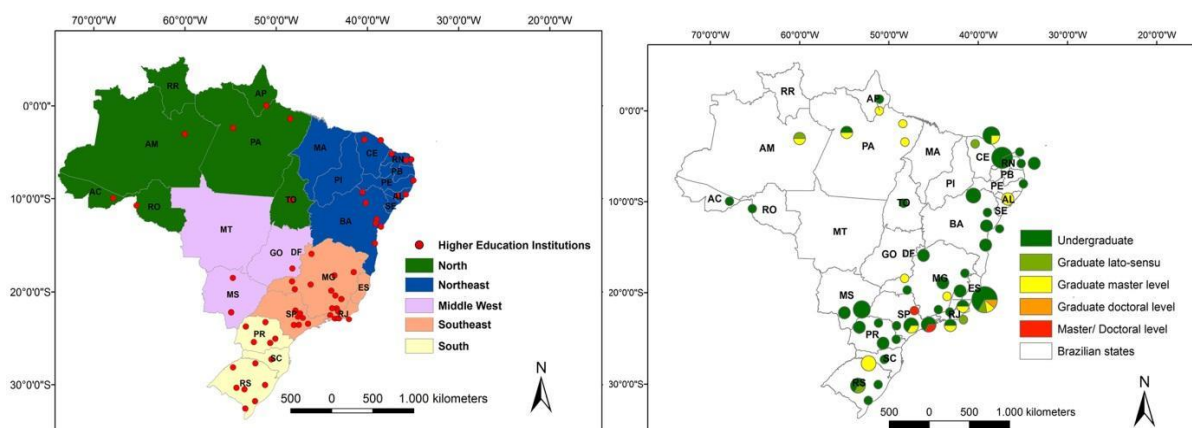 70°0'0"W 60°0'0"W 50°0'0"W 40°0'0"W 30°0'0"W 20°0'0"W
0°0'0"
10°0'0"S
20°0'0"S
30°0'0"S
RR
AP
AM
PA
MA
CE
RN
PB
PE
PI
AL
SE
AC
RO
TO
BA
MT
GO
DF
MG
ES
MS
SP
RJ
PR
SC
RS
Higher Education Institutions
North
Northeast
Middle West
Southeast
South
N
500 0 500 1.000 kilometers
70°0'0"W 60°0'0"W 50°0'0"W 40°0'0"W 30°0'0"W 20°0'0"W
0°0'0"
10°0'0"S
20°0'0"S
30°0'0"S
RR
AP
AM
PA
MA
CE
RN
PB
PE
PI
AL
SE
AC
RO
TO
BA
MT
GO
DF
MG
ES
MS
SP
RJ
PR
SC
RS
Undergraduate
Graduate lato-sensu
Graduate master level
Graduate doctoral level
Master/ Doctoral level
Brazilian states
N
500 0 500 1.000 kilometers